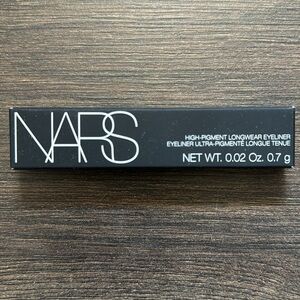 NARS
HIGH-PIGMENT LONGWEAR EYELINER
EYELINER ULTRA-PIGMENTÉ LONGUE TENUE
NET WT. 0.02 Oz. 0.7 g